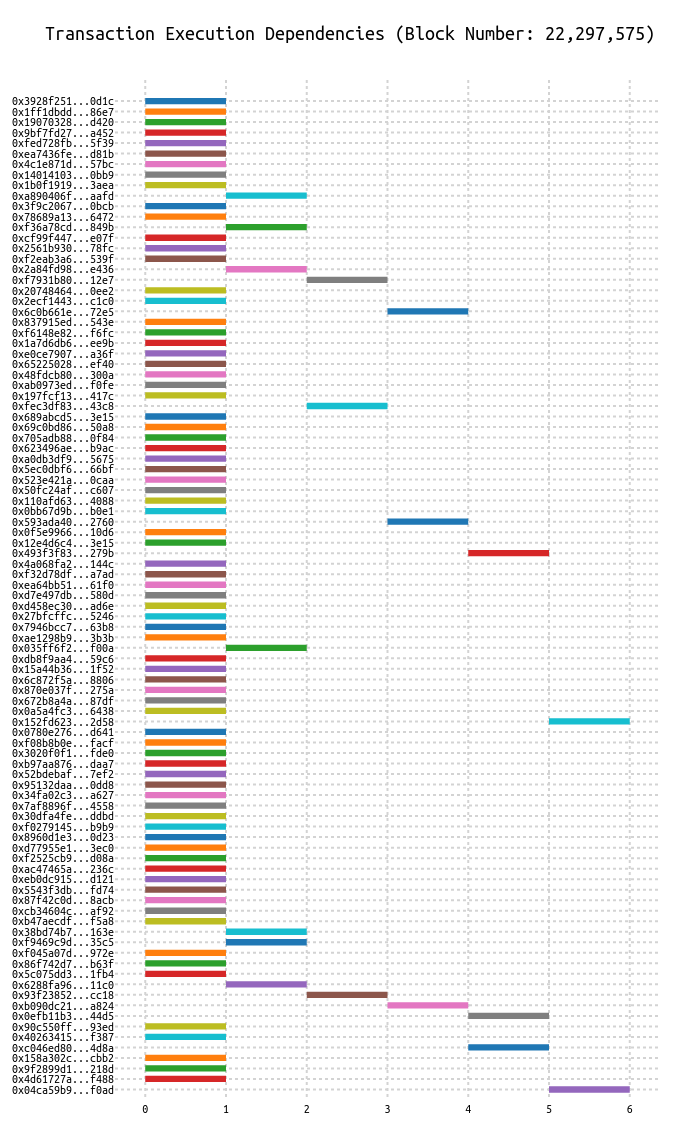 Transaction Execution Dependencies (Block Number: 22,297,575)
0x3928f251...0d1c
0x1ff1dbdd...86e7
0x19070328...d420
0x9bf7fd27...a452
0xfed728fb...5f39
0xea7436fe...d81b
0x4c1e871d...57bc
0x14014103...0bb9
0x1b0f1919...3aea
0xa890406f...aafd
0x3f9c2067...0bcb
0x78689a13...6472
0xf36a78cd...849b
0xcf99f447...e07f
0x2561b930...78fc
0xf2eab3a6...539f
0x2a84fd98...e436
0xf7931b80...12e7
0x20748464...0ee2
0x2ecf1443...c1c0
0x6c0b661e...72e5
0x837915ed...543e
0xf6148e82...f6fc
0x1a7d6db6...ee9b
0xe0ce7907...a36f
0x65225028...ef40
0x48fdcb80...300a
0xab0973ed...f0fe
0x197fcf13...417c
0xfec3df83...43c8
0x689abcd5...3e15
0x69c0bd86...50a8
0x705adb88...0f84
0x623496ae...b9ac
0xa0db3df9...5675
0x5ec0dbf6...66bf
0x523e421a...0caa
0x50fc24af...c607
0x110afd63...4088
0x0bb67d9b...b0e1
0x593ada40...2760
0x0f5e9966...10d6
0x12e4d6c4...3e15
0x493f3f83...279b
0x4a068fa2...144c
0xf32d78df...a7ad
0xea64bb51...61f0
0xd7e497db...580d
0xd458ec30...ad6e
0x27bfcffc...5246
0x7946bcc7...63b8
0xae1298b9...3b3b
0x035ff6f2...f00a
0xdb8f9aa4...59c6
0x15a44b36...1f52
0x6c872f5a...8806
0x870e037f...275a
0x672b8a4a...87df
0x0a5a4fc3...6438
0x152fd623...2d58
0x0780e276...d641
0xf08b8b0e...facf
0x3020f0f1...fde0
0xb97aa876...daa7
0x52bdebaf...7ef2
0x95132daa...0dd8
0x34fa02c3...a627
0x7af8896f...4558
0x30dfa4fe...ddbd
0xf0279145...b9b9
0x8960d1e3...0d23
0xd77955e1...3ec0
0xf2525cb9...d08a
0xac47465a...236c
0xeb0dc915...d121
0x5543f3db...fd74
0x87f42c0d...8acb
0xcb34604c...af92
0xb47aecdf...f5a8
0x38bd74b7...163e
0xf9469c9d...35c5
0xf045a07d...972e
0x86f742d7...b63f
0x5c075dd3...1fb4
0x6288fa96...11c0
0x93f23852...cc18
0xb090dc21...a824
0x0efb11b3...44d5
0x90c550ff...93ed
0x40263415...f387
0xc046ed80...4d8a
0x158a302c...cbb2
0x9f2899d1...218d
0x4d61727a...f488
0x04ca59b9...f0ad
0 1 2 3 4 5 6